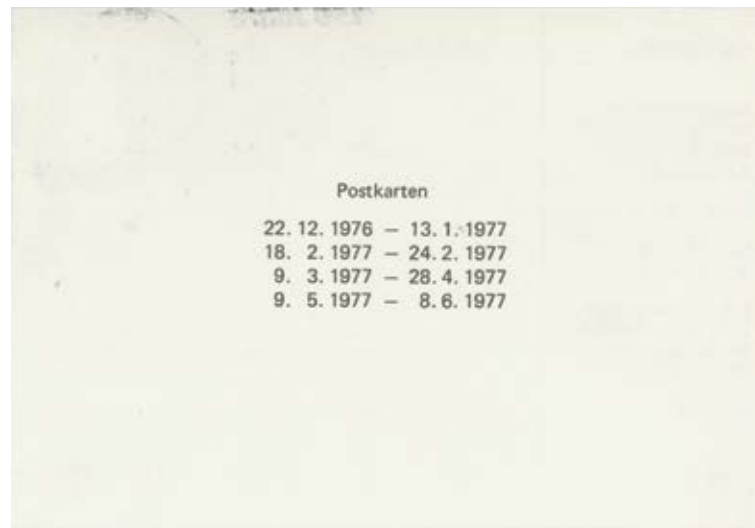 Postkarten
22. 12. 1976 – 13. 1. 1977
18. 2. 1977 – 24. 2. 1977
9. 3. 1977 – 28. 4. 1977
9. 5. 1977 – 8. 6. 1977